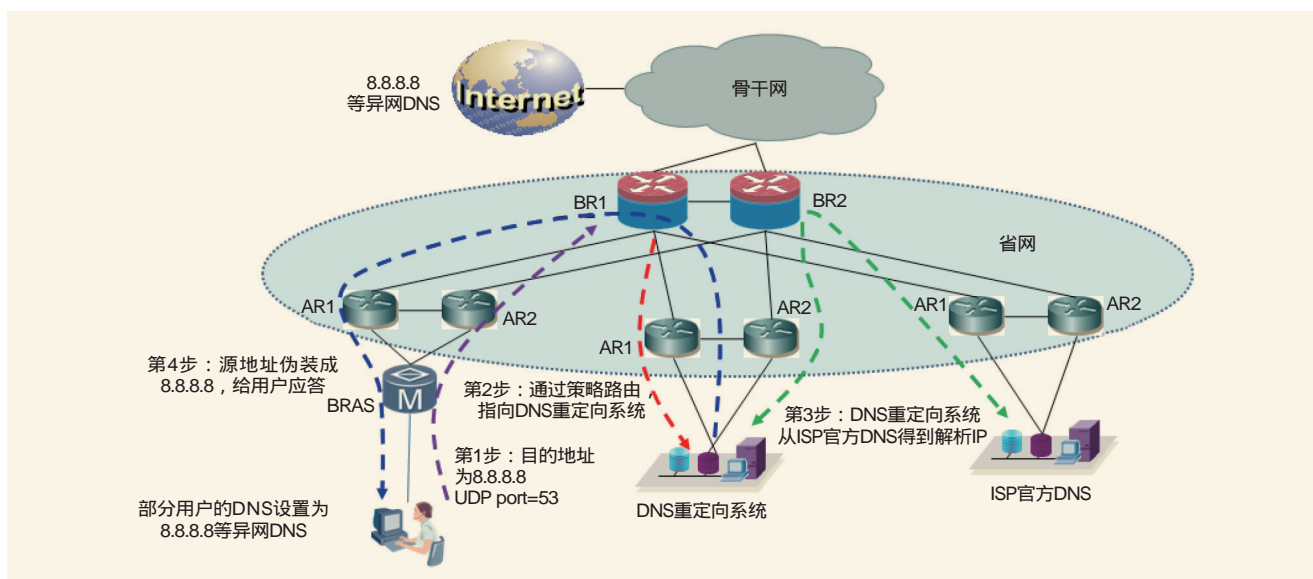 8.8.8.8
等异网DNS
Internet
骨干网
BR1
BR2
省网
AR1
AR2
AR1
AR2
AR1
AR2
第4步：源地址伪装成
8.8.8.8，给用户应答
BRAS
M
第2步：通过策略路由，
指向DNS重定向系统
第3步：DNS重定向系统
从ISP官方DNS得到解析IP
第1步：目的地址
为8.8.8.8
UDP port=53
部分用户的DNS设置为
8.8.8.8等异网DNS
DNS重定向系统
ISP官方DNS